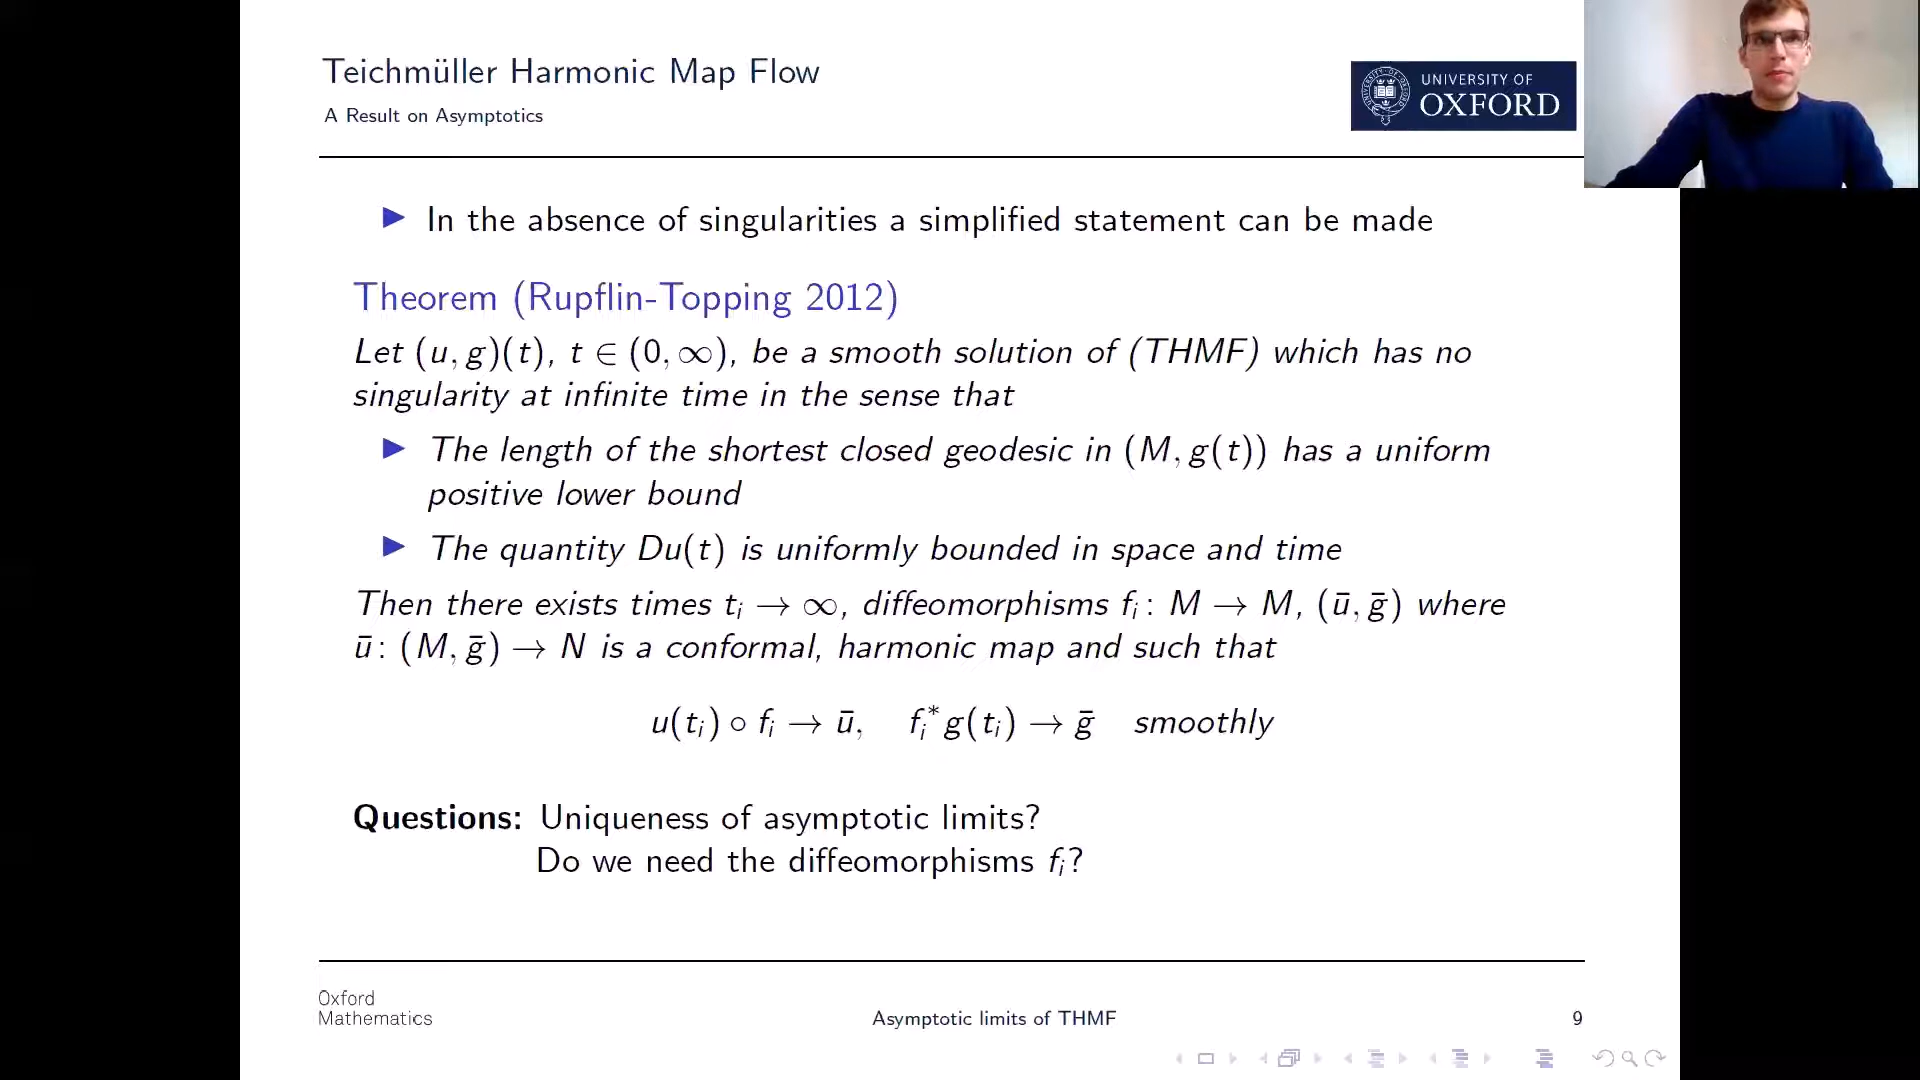 Teichmüller Harmonic Map Flow
A Result on Asymptotics
UNIVERSITY OF
OXFORD
In the absence of singularities a simplified statement can be made
Theorem (Rupflin-Topping 2012)
Let (u, g)(t), t ∈ (0, ∞), be a smooth solution of (THMF) which has no
singularity at infinite time in the sense that
The length of the shortest closed geodesic in (M, g(t)) has a uniform
positive lower bound
The quantity Du(t) is uniformly bounded in space and time
Then there exists times tᵢ → ∞, diffeomorphisms fᵢ : M → M, (ū, ḡ) where
ū : (M, ḡ) → N is a conformal, harmonic map and such that
u(tᵢ) ∘ fᵢ → ū, fᵢ* g(tᵢ) → ḡ smoothly
Questions: Uniqueness of asymptotic limits?
Do we need the diffeomorphisms fᵢ?
Oxford
Mathematics
Asymptotic limits of THMF
9